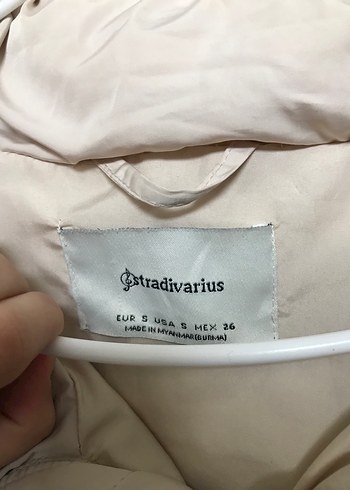 stradivarius
EUR S USA S MEX 26
MADE IN MYANMAR(BURMA)